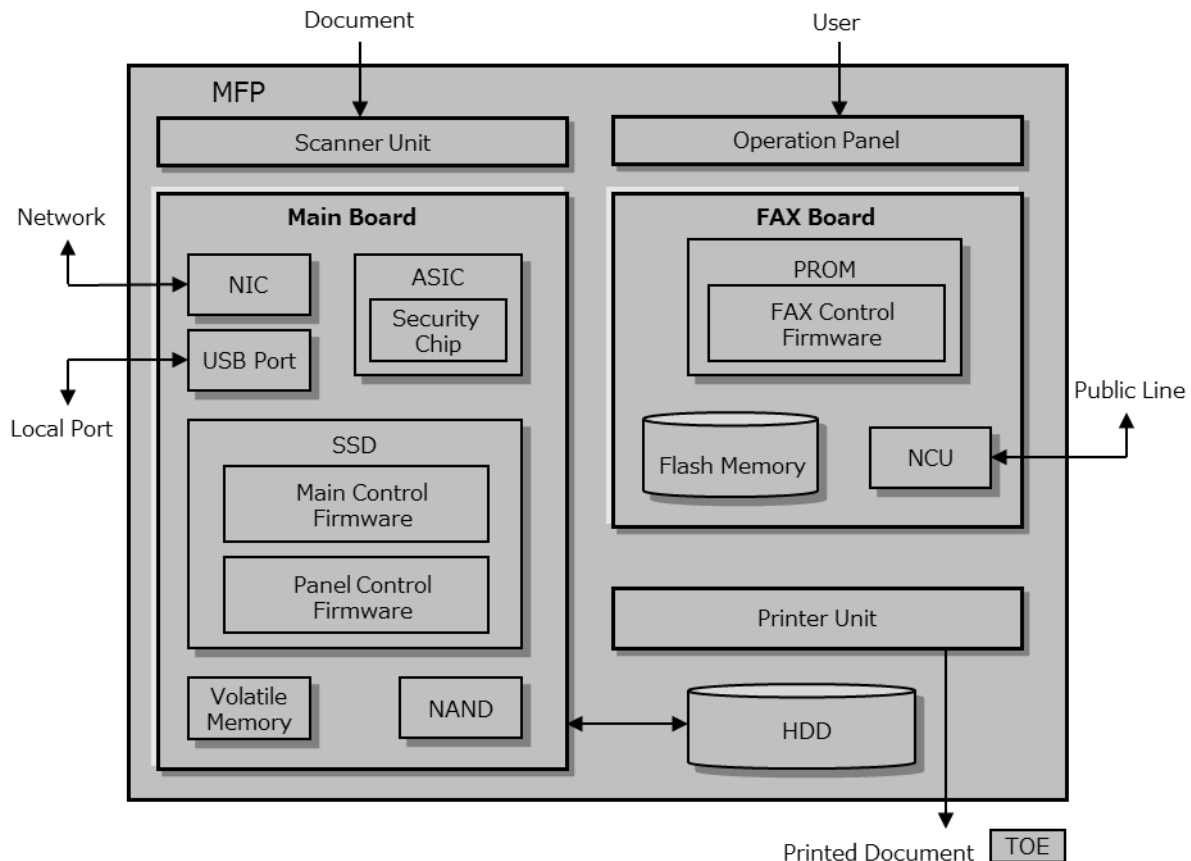 Document
User
MFP
Scanner Unit
Operation Panel
Network
Main Board
NIC
ASIC
Security
Chip
USB Port
Local Port
SSD
Main Control
Firmware
Panel Control
Firmware
Volatile
Memory
NAND
FAX Board
PROM
FAX Control
Firmware
Public Line
Flash Memory
NCU
Printer Unit
HDD
Printed Document
TOE